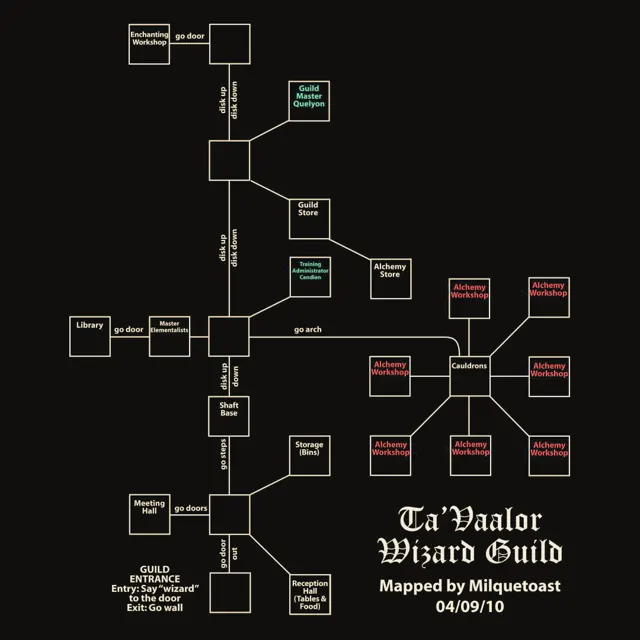 Enchanting
Workshop
go door
disk up
disk down
Guild
Master
Quelyon
Guild
Store
disk up
disk down
Training
Administrator
Cendien
Alchemy
Store
Alchemy
Workshop
Alchemy
Workshop
Library
go door
Master
Elementalists
go arch
Alchemy
Workshop
Cauldrons
Alchemy
Workshop
disk up
down
Shaft
Base
go steps
Storage
(Bins)
Alchemy
Workshop
Alchemy
Workshop
Alchemy
Workshop
Meeting
Hall
go doors
go door
out
Ta'Vaalor
Wizard Guild
GUILD
ENTRANCE
Entry: Say "wizard"
to the door
Exit: Go wall
Reception
Hall
(Tables &
Food)
Mapped by Milquetoast
04/09/10